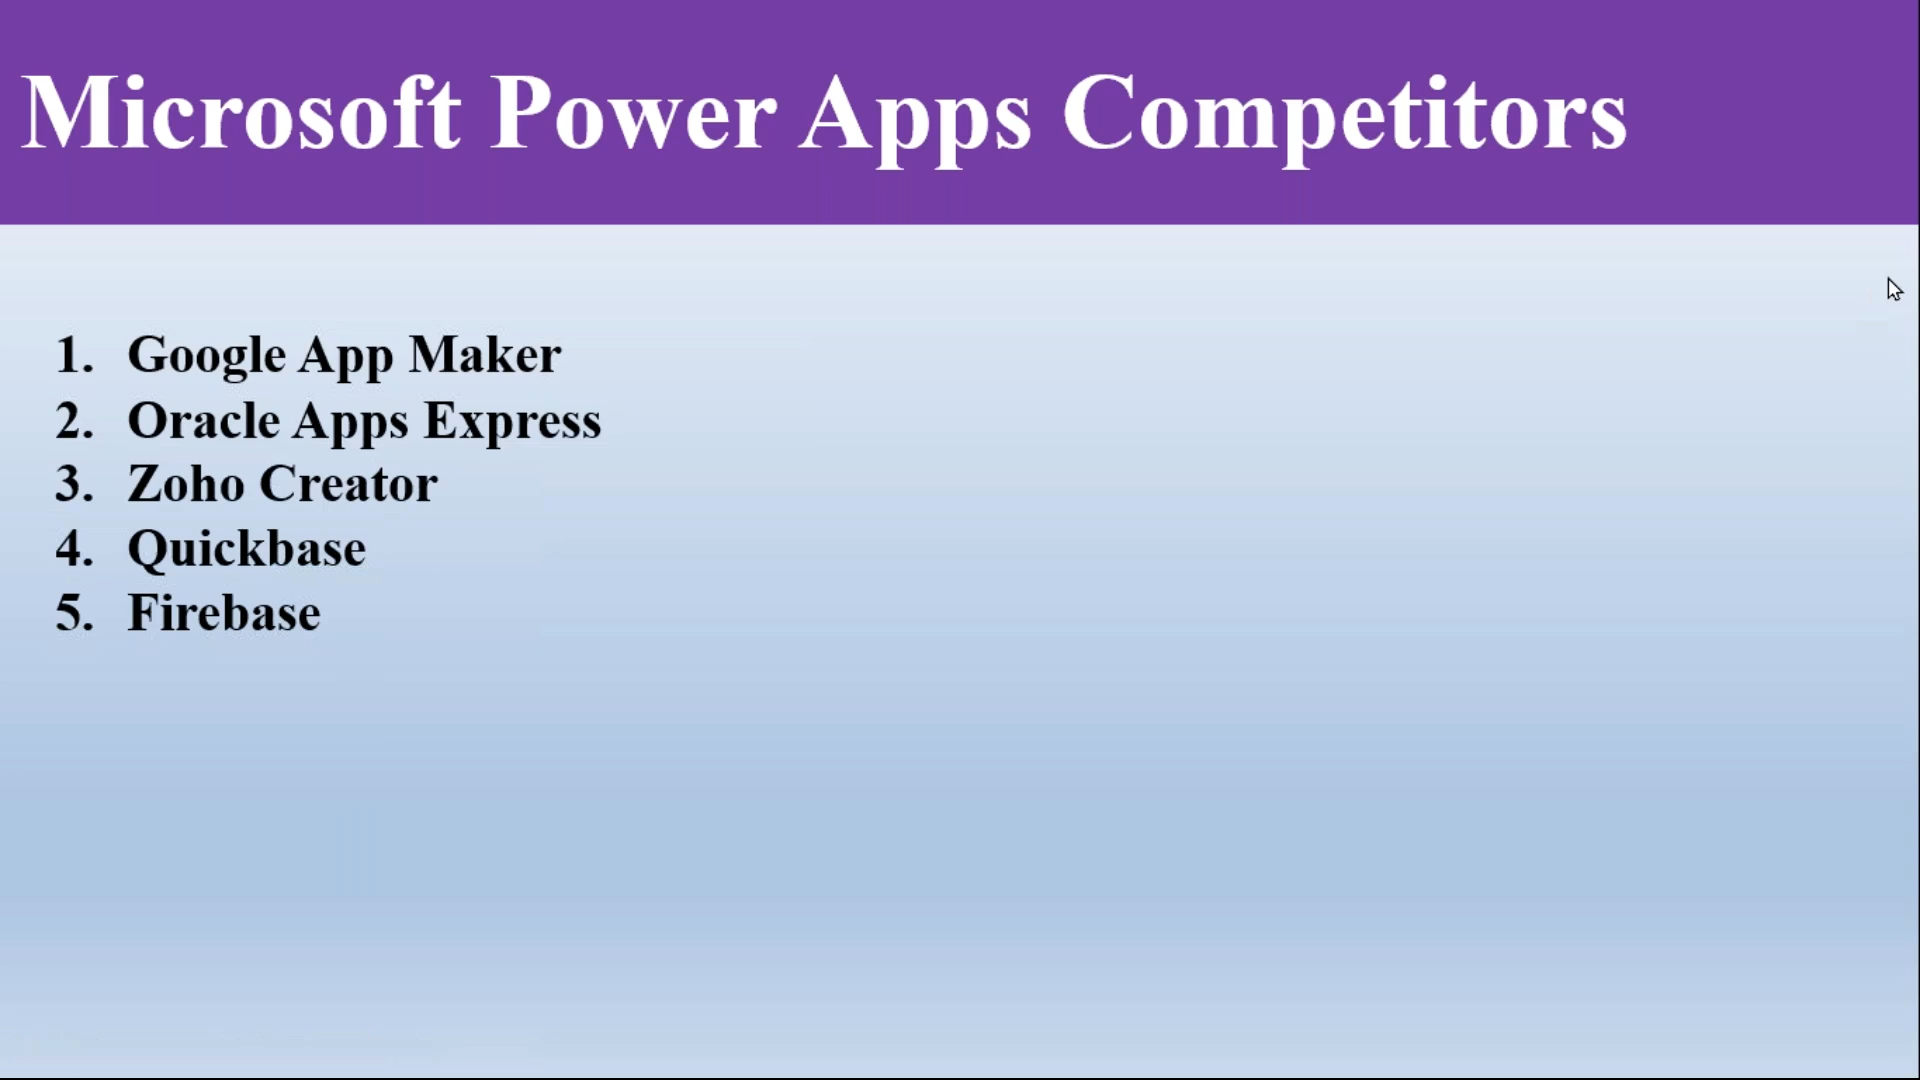 Microsoft Power Apps Competitors
1. Google App Maker
2. Oracle Apps Express
3. Zoho Creator
4. Quickbase
5. Firebase